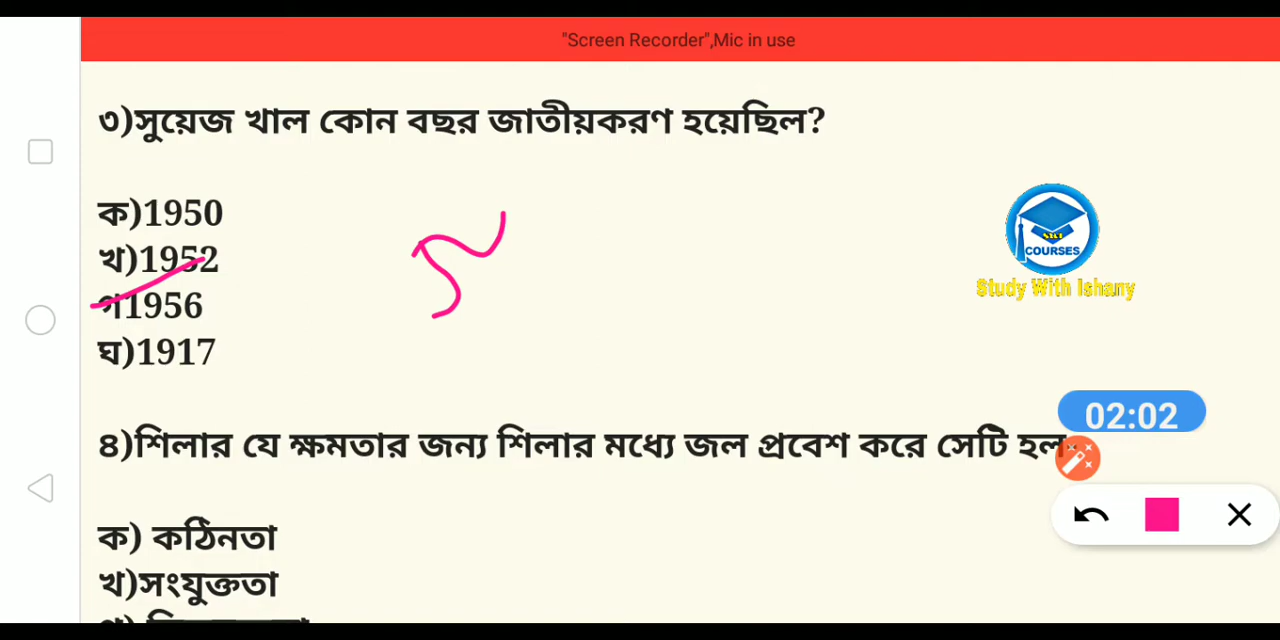 "Screen Recorder",Mic in use
৩)সুয়েজ খাল কোন বছর জাতীয়করণ হয়েছিল?
ক)1950
খ)1952
গ1956
ঘ)1917
COURSES
Study With Ishany
02:02
৪)শিলার যে ক্ষমতার জন্য শিলার মধ্যে জল প্রবেশ করে সেটি হল
ক) কঠিনতা
খ)সংযুক্ততা